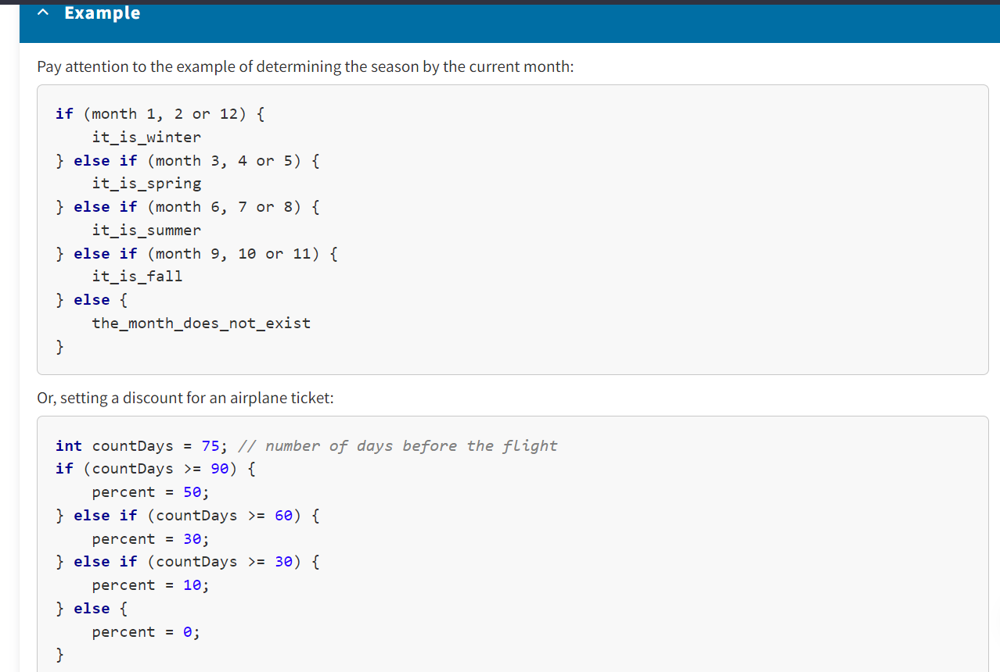 Example
Pay attention to the example of determining the season by the current month:
if (month 1, 2 or 12) {
    it_is_winter
} else if (month 3, 4 or 5) {
    it_is_spring
} else if (month 6, 7 or 8) {
    it_is_summer
} else if (month 9, 10 or 11) {
    it_is_fall
} else {
    the_month_does_not_exist
}
Or, setting a discount for an airplane ticket:
int countDays = 75; // number of days before the flight
if (countDays >= 90) {
    percent = 50;
} else if (countDays >= 60) {
    percent = 30;
} else if (countDays >= 30) {
    percent = 10;
} else {
    percent = 0;
}